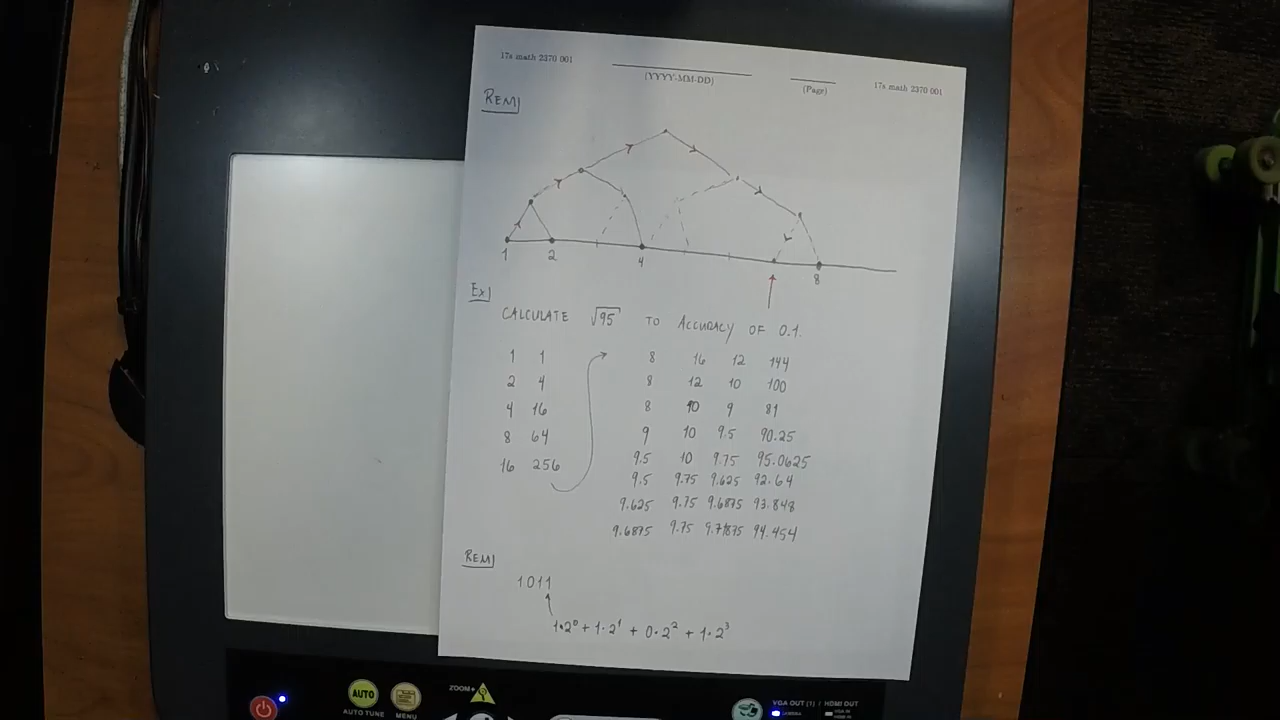 17s math 2370 001
(YYYY-MM-DD)
(Page)
17s math 2370 001
REM
1 2 4 8
EX
CALCULATE √95 TO ACCURACY OF 0.1.
1 1
2 4
4 16
8 64
16 256
8 16 12 144
8 12 10 100
8 10 9 81
9 10 9.5 90.25
9.5 10 9.75 95.0625
9.5 9.75 9.625 92.64
9.625 9.75 9.6875 93.848
9.6875 9.75 9.71875 94.454
REM
1011
1·2⁰ + 1·2¹ + 0·2² + 1·2³
ZOOM+
AUTO
AUTO TUNE
MENU
VGA OUT (1) / HDMI OUT